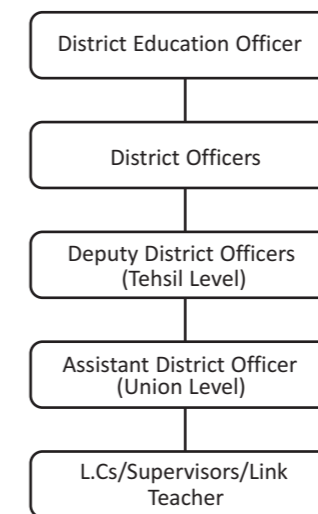 District Education Officer
District Officers
Deputy District Officers
(Tehsil Level)
Assistant District Officer
(Union Level)
L.Cs/Supervisors/Link
Teacher